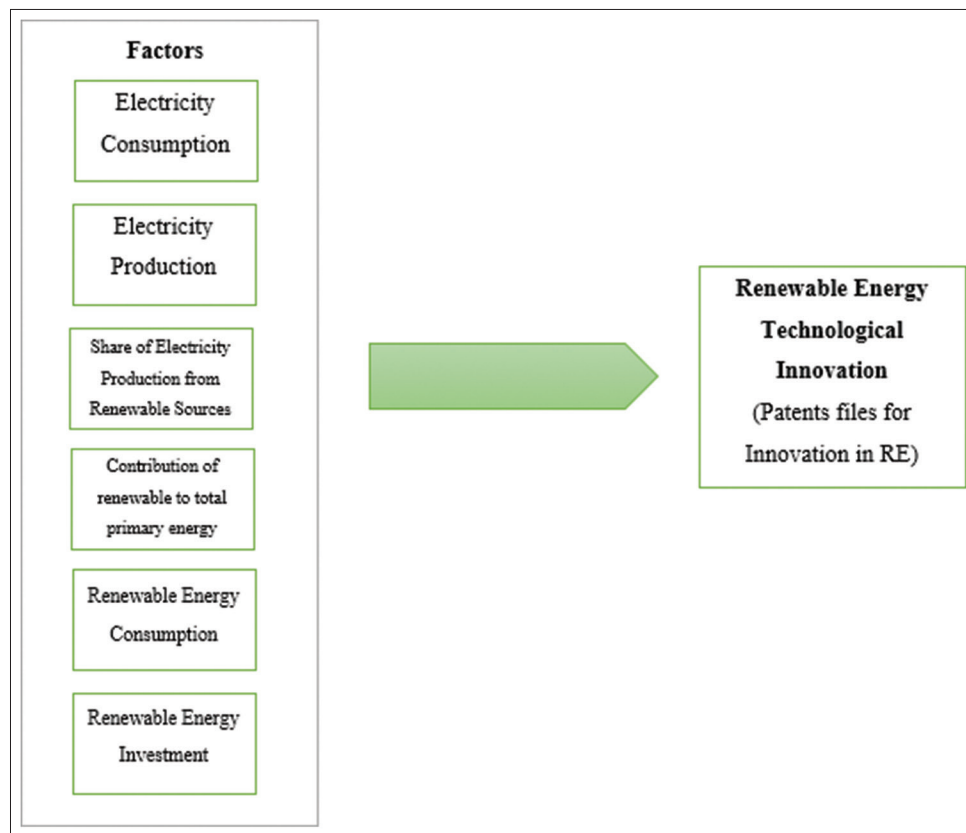 Factors
Electricity
Consumption
Electricity
Production
Share of Electricity
Production from
Renewable Sources
Contribution of
renewable to total
primary energy
Renewable Energy
Consumption
Renewable Energy
Investment
Renewable Energy
Technological
Innovation
(Patents files for
Innovation in RE)